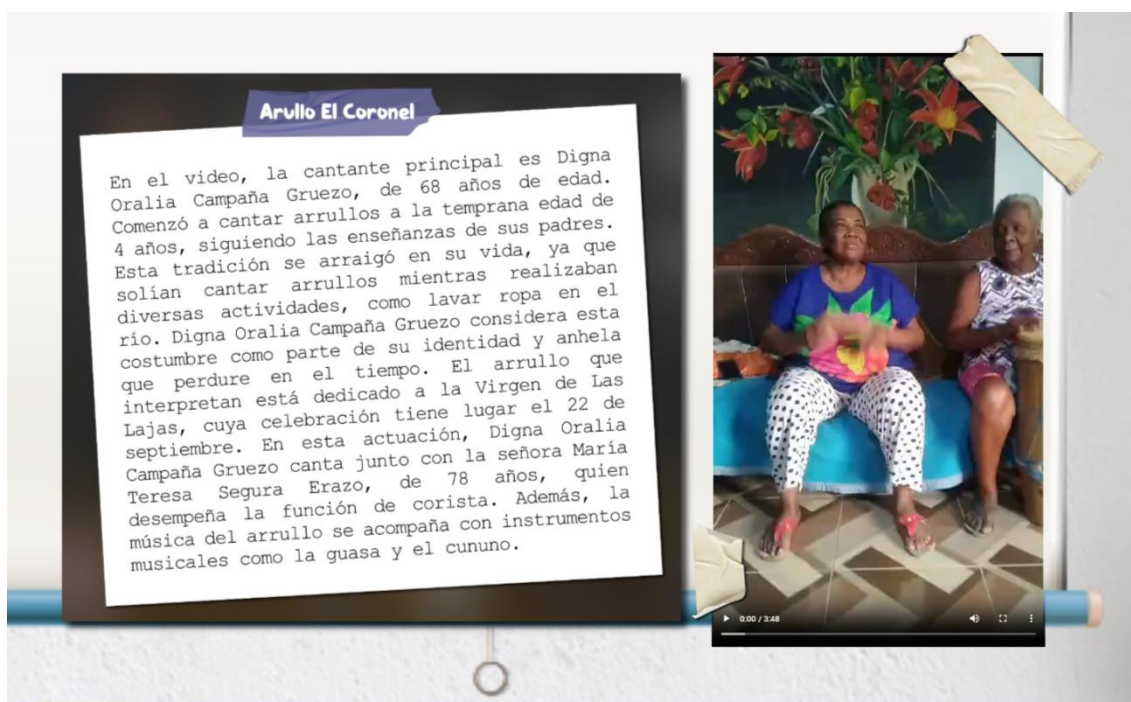 Arullo El Coronel
En el video, la cantante principal es Digna
Oralia Campaña Gruezo, de 68 años de edad.
Comenzó a cantar arrullos a la temprana edad de
4 años, siguiendo las enseñanzas de sus padres.
Esta tradición se arraigó en su vida, ya que
solían cantar arrullos mientras realizaban
diversas actividades, como lavar ropa en el
río. Digna Oralia Campaña Gruezo considera esta
costumbre como parte de su identidad y anhela
que perdure en el tiempo. El arrullo que
interpretan está dedicado a la Virgen de Las
Lajas, cuya celebración tiene lugar el 22 de
septiembre. En esta actuación, Digna Oralia
Campaña Gruezo canta junto con la señora María
Teresa Segura Erazo, de 78 años, quien
desempeña la función de corista. Además, la
música del arrullo se acompaña con instrumentos
musicales como la guasa y el cununo.
0:00 / 3:48